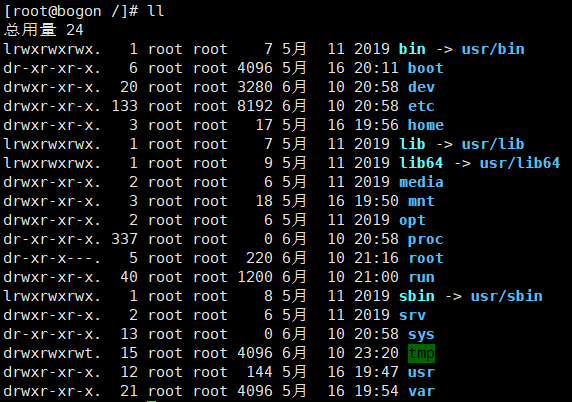 [root@bogon /]# ll
总用量 24
lrwxrwxrwx.   1 root root    7 5月  11 2019 bin -> usr/bin
dr-xr-xr-x.   6 root root 4096 5月  16 20:11 boot
drwxr-xr-x.  20 root root 3280 6月  10 20:58 dev
drwxr-xr-x. 133 root root 8192 6月  10 20:58 etc
drwxr-xr-x.   3 root root   17 5月  16 19:56 home
lrwxrwxrwx.   1 root root    7 5月  11 2019 lib -> usr/lib
lrwxrwxrwx.   1 root root    9 5月  11 2019 lib64 -> usr/lib64
drwxr-xr-x.   2 root root    6 5月  11 2019 media
drwxr-xr-x.   3 root root   18 5月  16 19:50 mnt
drwxr-xr-x.   2 root root    6 5月  11 2019 opt
dr-xr-xr-x. 337 root root    0 6月  10 20:58 proc
dr-xr-x---.   5 root root  220 6月  10 21:16 root
drwxr-xr-x.  40 root root 1200 6月  10 21:00 run
lrwxrwxrwx.   1 root root    8 5月  11 2019 sbin -> usr/sbin
drwxr-xr-x.   2 root root    6 5月  11 2019 srv
dr-xr-xr-x.  13 root root    0 6月  10 20:58 sys
drwxrwxrwt.  15 root root 4096 6月  10 23:20 tmp
drwxr-xr-x.  12 root root  144 5月  16 19:47 usr
drwxr-xr-x.  21 root root 4096 5月  16 19:54 var